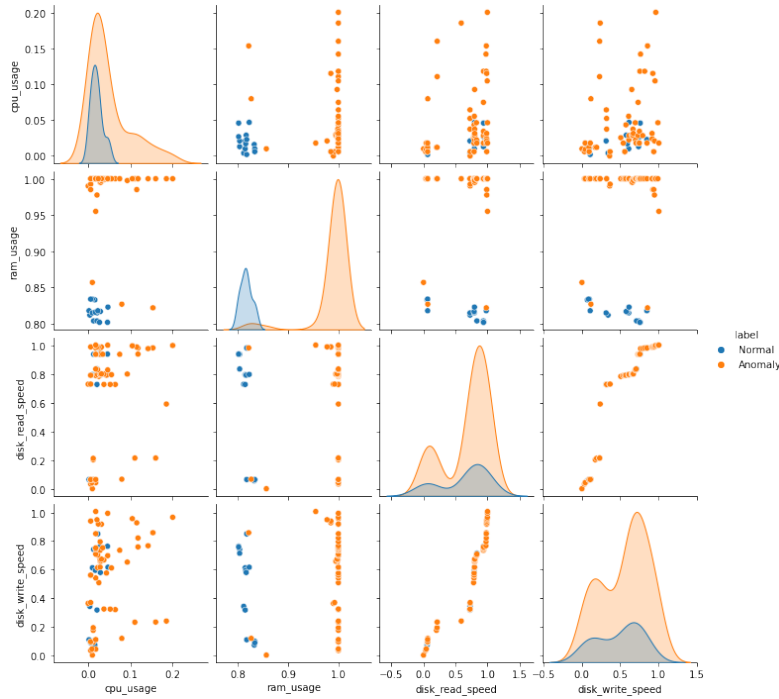 cpu_usage
0.20
0.15
0.10
0.05
0.00
ram_usage
1.00
0.95
0.90
0.85
0.80
label
Normal
Anomaly
disk_read_speed
1.0
0.8
0.6
0.4
0.2
0.0
disk_write_speed
1.0
0.8
0.6
0.4
0.2
0.0
0.0 0.1 0.2 0.8 0.9 1.0 −0.5 0.0 0.5 1.0 1.5 −0.5 0.0 0.5 1.0 1.5
cpu_usage ram_usage disk_read_speed disk_write_speed